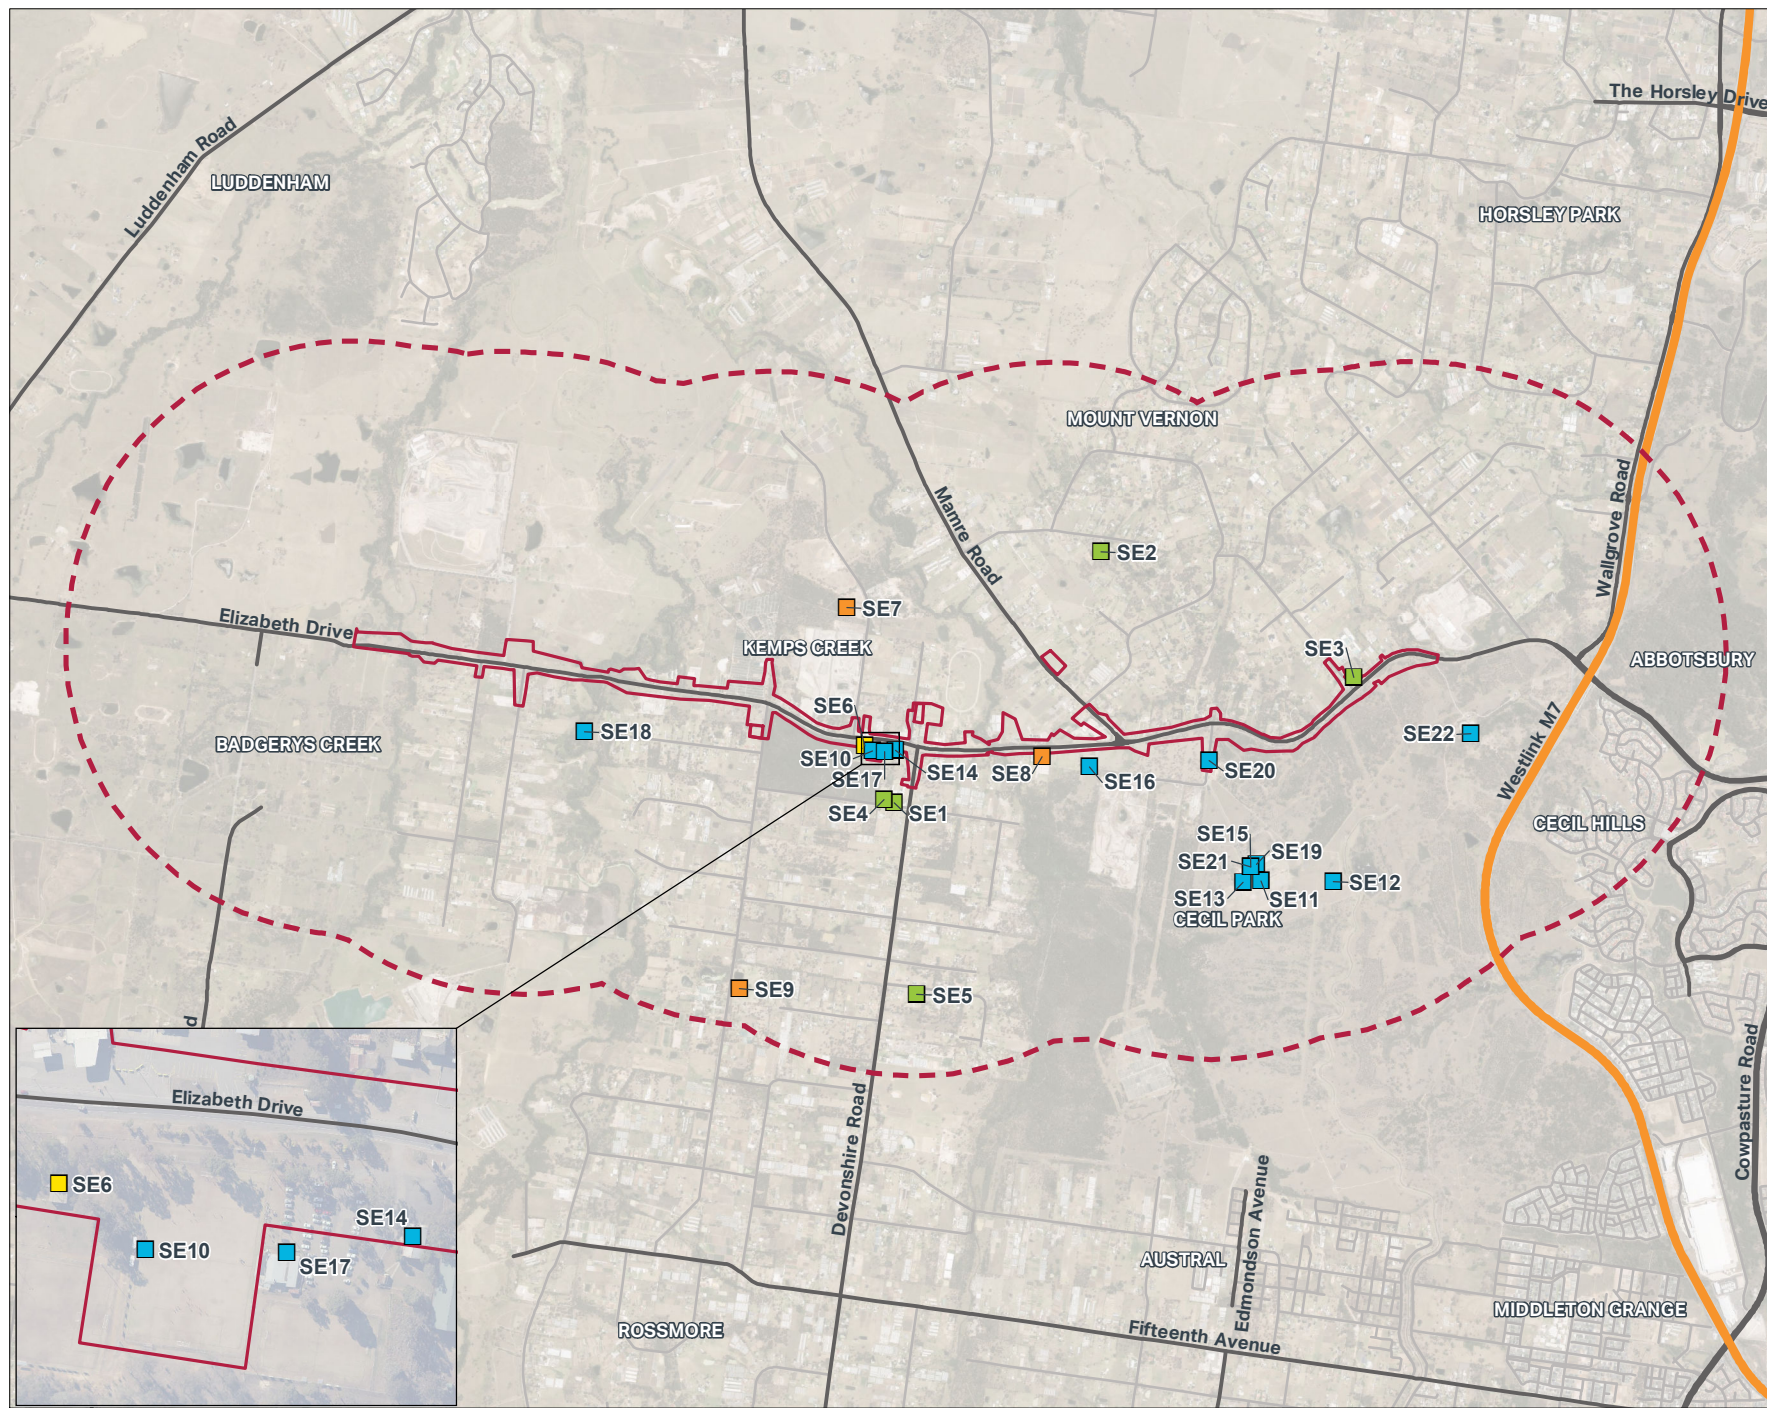 The Horsley Drive
Luddenham Road
LUDDENHAM
HORSLEY PARK
MOUNT VERNON
Wallgrove Road
Mamre Road
SE2
SE7
Elizabeth Drive
KEMPS CREEK
SE3
ABBOTSBURY
SE6
SE18
BADGERYS CREEK
SE22
Westlink M7
SE10
SE14
SE8
SE17
SE16
SE20
SE4
SE1
CECIL HILLS
SE15
SE19
SE21
SE12
SE13
SE11
CECIL PARK
SE9
SE5
d
Cowpasture Road
Devonshire Road
Elizabeth Drive
SE6
SE14
SE10
SE17
Edmondson Avenue
AUSTRAL
MIDDLETON GRANGE
ROSSMORE
Fifteenth Avenue